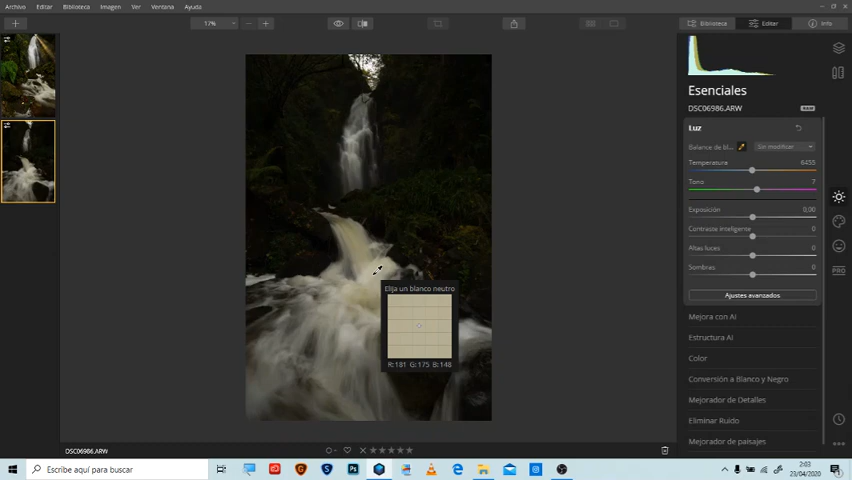 Archivo Editar Biblioteca Imagen Ver Ventana Ayuda
17%
Biblioteca Editar Info
Esenciales
DSC06986.ARW
RAW
Luz
Balance de bl... Sin modificar
Temperatura 6455
Tono 7
Exposición 0,00
Contraste inteligente 0
Altas luces 0
Sombras 0
Ajustes avanzados
Mejora con AI
Estructura AI
Color
Conversión a Blanco y Negro
Mejorador de Detalles
Eliminar Ruido
Mejorador de paisajes
PRO
Elija un blanco neutro
R:181 G:175 B:148
DSC06986.ARW
Escribe aquí para buscar
2:03
23/04/2020